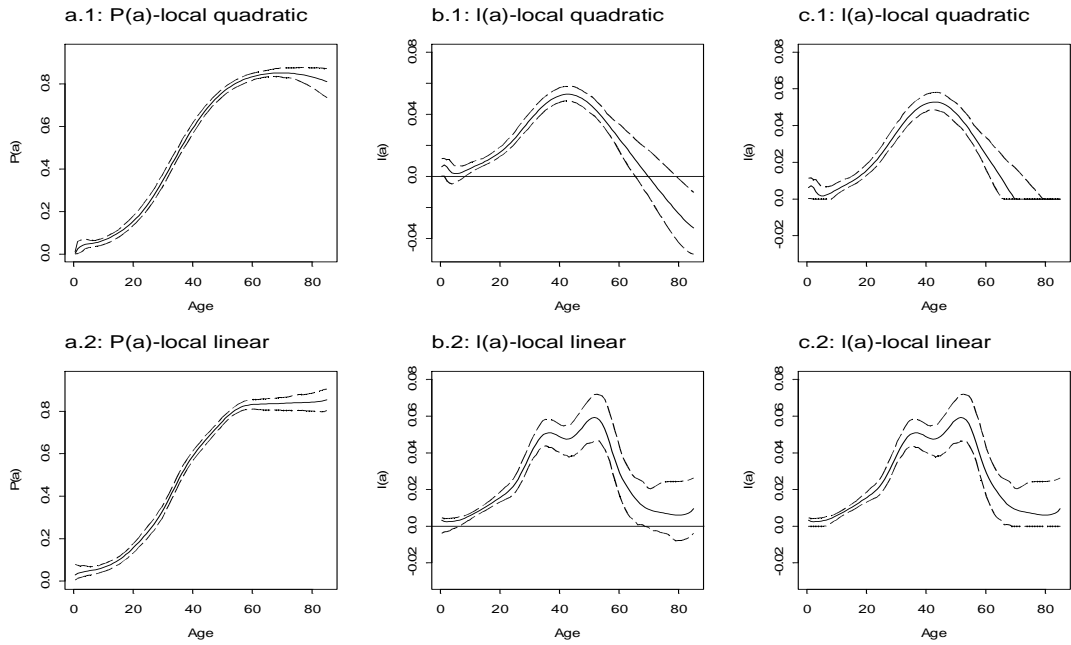 a.1: P(a)-local quadratic
P(a)
0.0 0.2 0.4 0.6 0.8
0 20 40 60 80
Age
b.1: I(a)-local quadratic
I(a)
-0.04 0.0 0.04 0.08
0 20 40 60 80
Age
c.1: I(a)-local quadratic
I(a)
-0.02 0.0 0.02 0.04 0.06 0.08
0 20 40 60 80
Age
a.2: P(a)-local linear
P(a)
0.0 0.2 0.4 0.6 0.8
0 20 40 60 80
Age
b.2: I(a)-local linear
I(a)
-0.02 0.0 0.02 0.04 0.06 0.08
0 20 40 60 80
Age
c.2: I(a)-local linear
I(a)
-0.02 0.0 0.02 0.04 0.06 0.08
0 20 40 60 80
Age